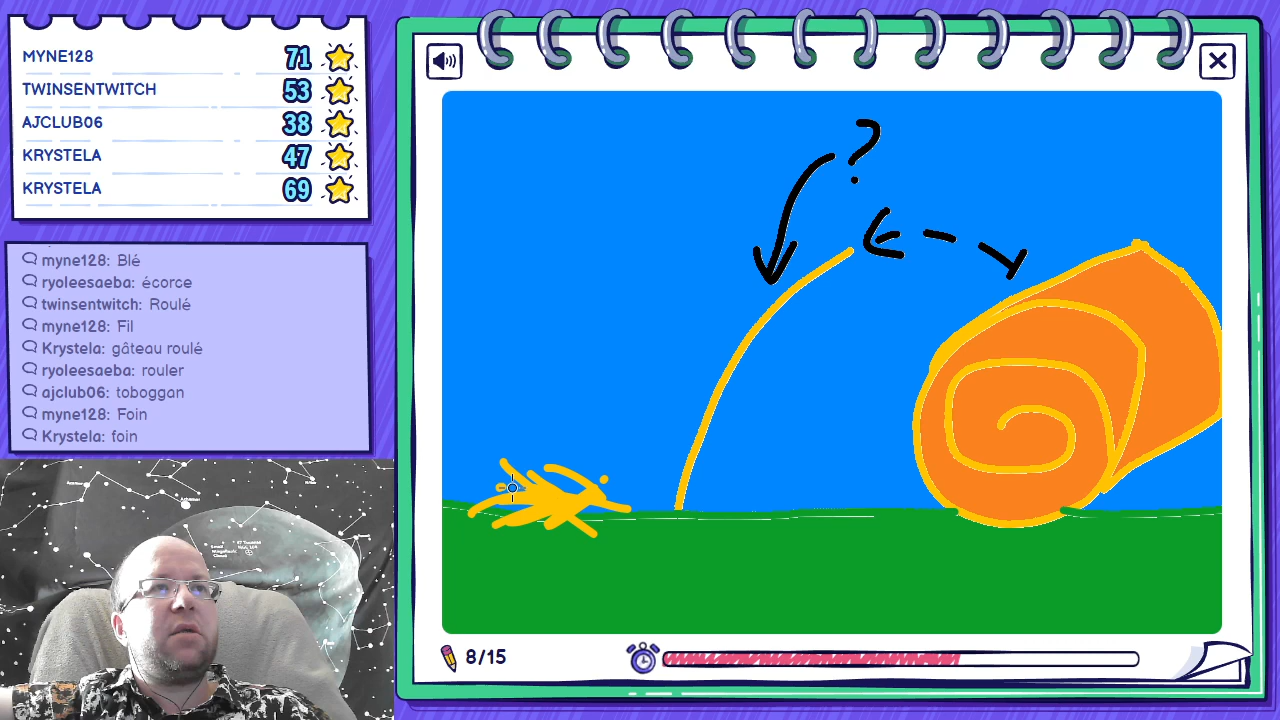 MYNE128 71
TWINSENTWITCH 53
AJCLUB06 38
KRYSTELA 47
KRYSTELA 69
myne128: Blé
ryoleesaeba: écorce
twinsentwitch: Roulé
myne128: Fil
Krystela: gâteau roulé
ryoleesaeba: rouler
ajclub06: toboggan
myne128: Foin
Krystela: foin
?
8/15